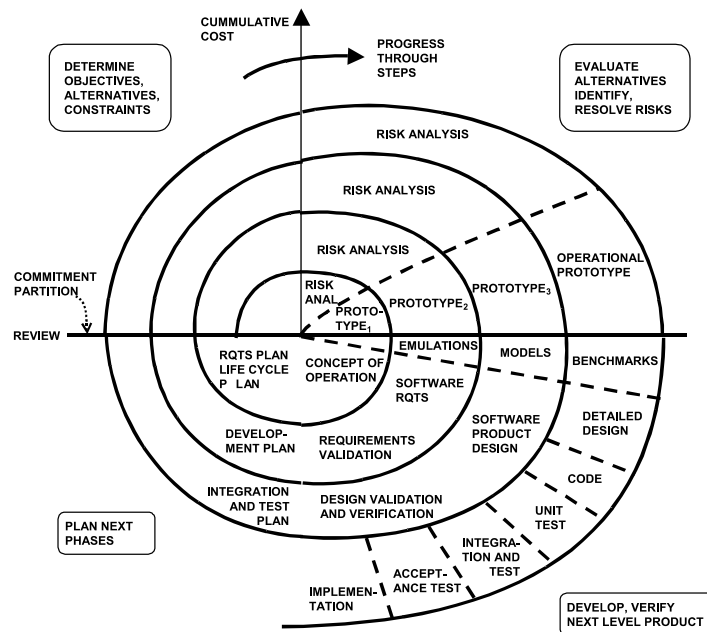 CUMMULATIVE
COST
PROGRESS
THROUGH
STEPS
DETERMINE
OBJECTIVES,
ALTERNATIVES,
CONSTRAINTS
EVALUATE
ALTERNATIVES
IDENTIFY,
RESOLVE RISKS
RISK ANALYSIS
RISK ANALYSIS
RISK ANALYSIS
RISK
ANAL.
PROTO-
TYPE₁
PROTOTYPE₂
PROTOTYPE₃
OPERATIONAL
PROTOTYPE
COMMITMENT
PARTITION
REVIEW
RQTS PLAN
LIFE CYCLE
P LAN
CONCEPT OF
OPERATION
EMULATIONS
MODELS
BENCHMARKS
SOFTWARE
RQTS
SOFTWARE
PRODUCT
DESIGN
DETAILED
DESIGN
DEVELOP-
MENT PLAN
REQUIREMENTS
VALIDATION
CODE
UNIT
TEST
INTEGRATION
AND TEST
PLAN
DESIGN VALIDATION
AND VERIFICATION
INTEGRA-
TION AND
TEST
ACCEPT-
ANCE TEST
IMPLEMEN-
TATION
PLAN NEXT
PHASES
DEVELOP, VERIFY
NEXT LEVEL PRODUCT